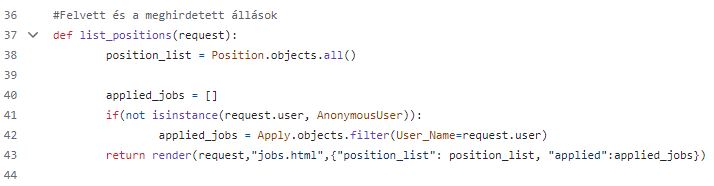 36 #Felvett és a meghirdetett állások
37 def list_positions(request):
38 position_list = Position.objects.all()
39
40 applied_jobs = []
41 if(not isinstance(request.user, AnonymousUser)):
42 applied_jobs = Apply.objects.filter(User_Name=request.user)
43 return render(request,"jobs.html",{"position_list": position_list, "applied":applied_jobs})
44